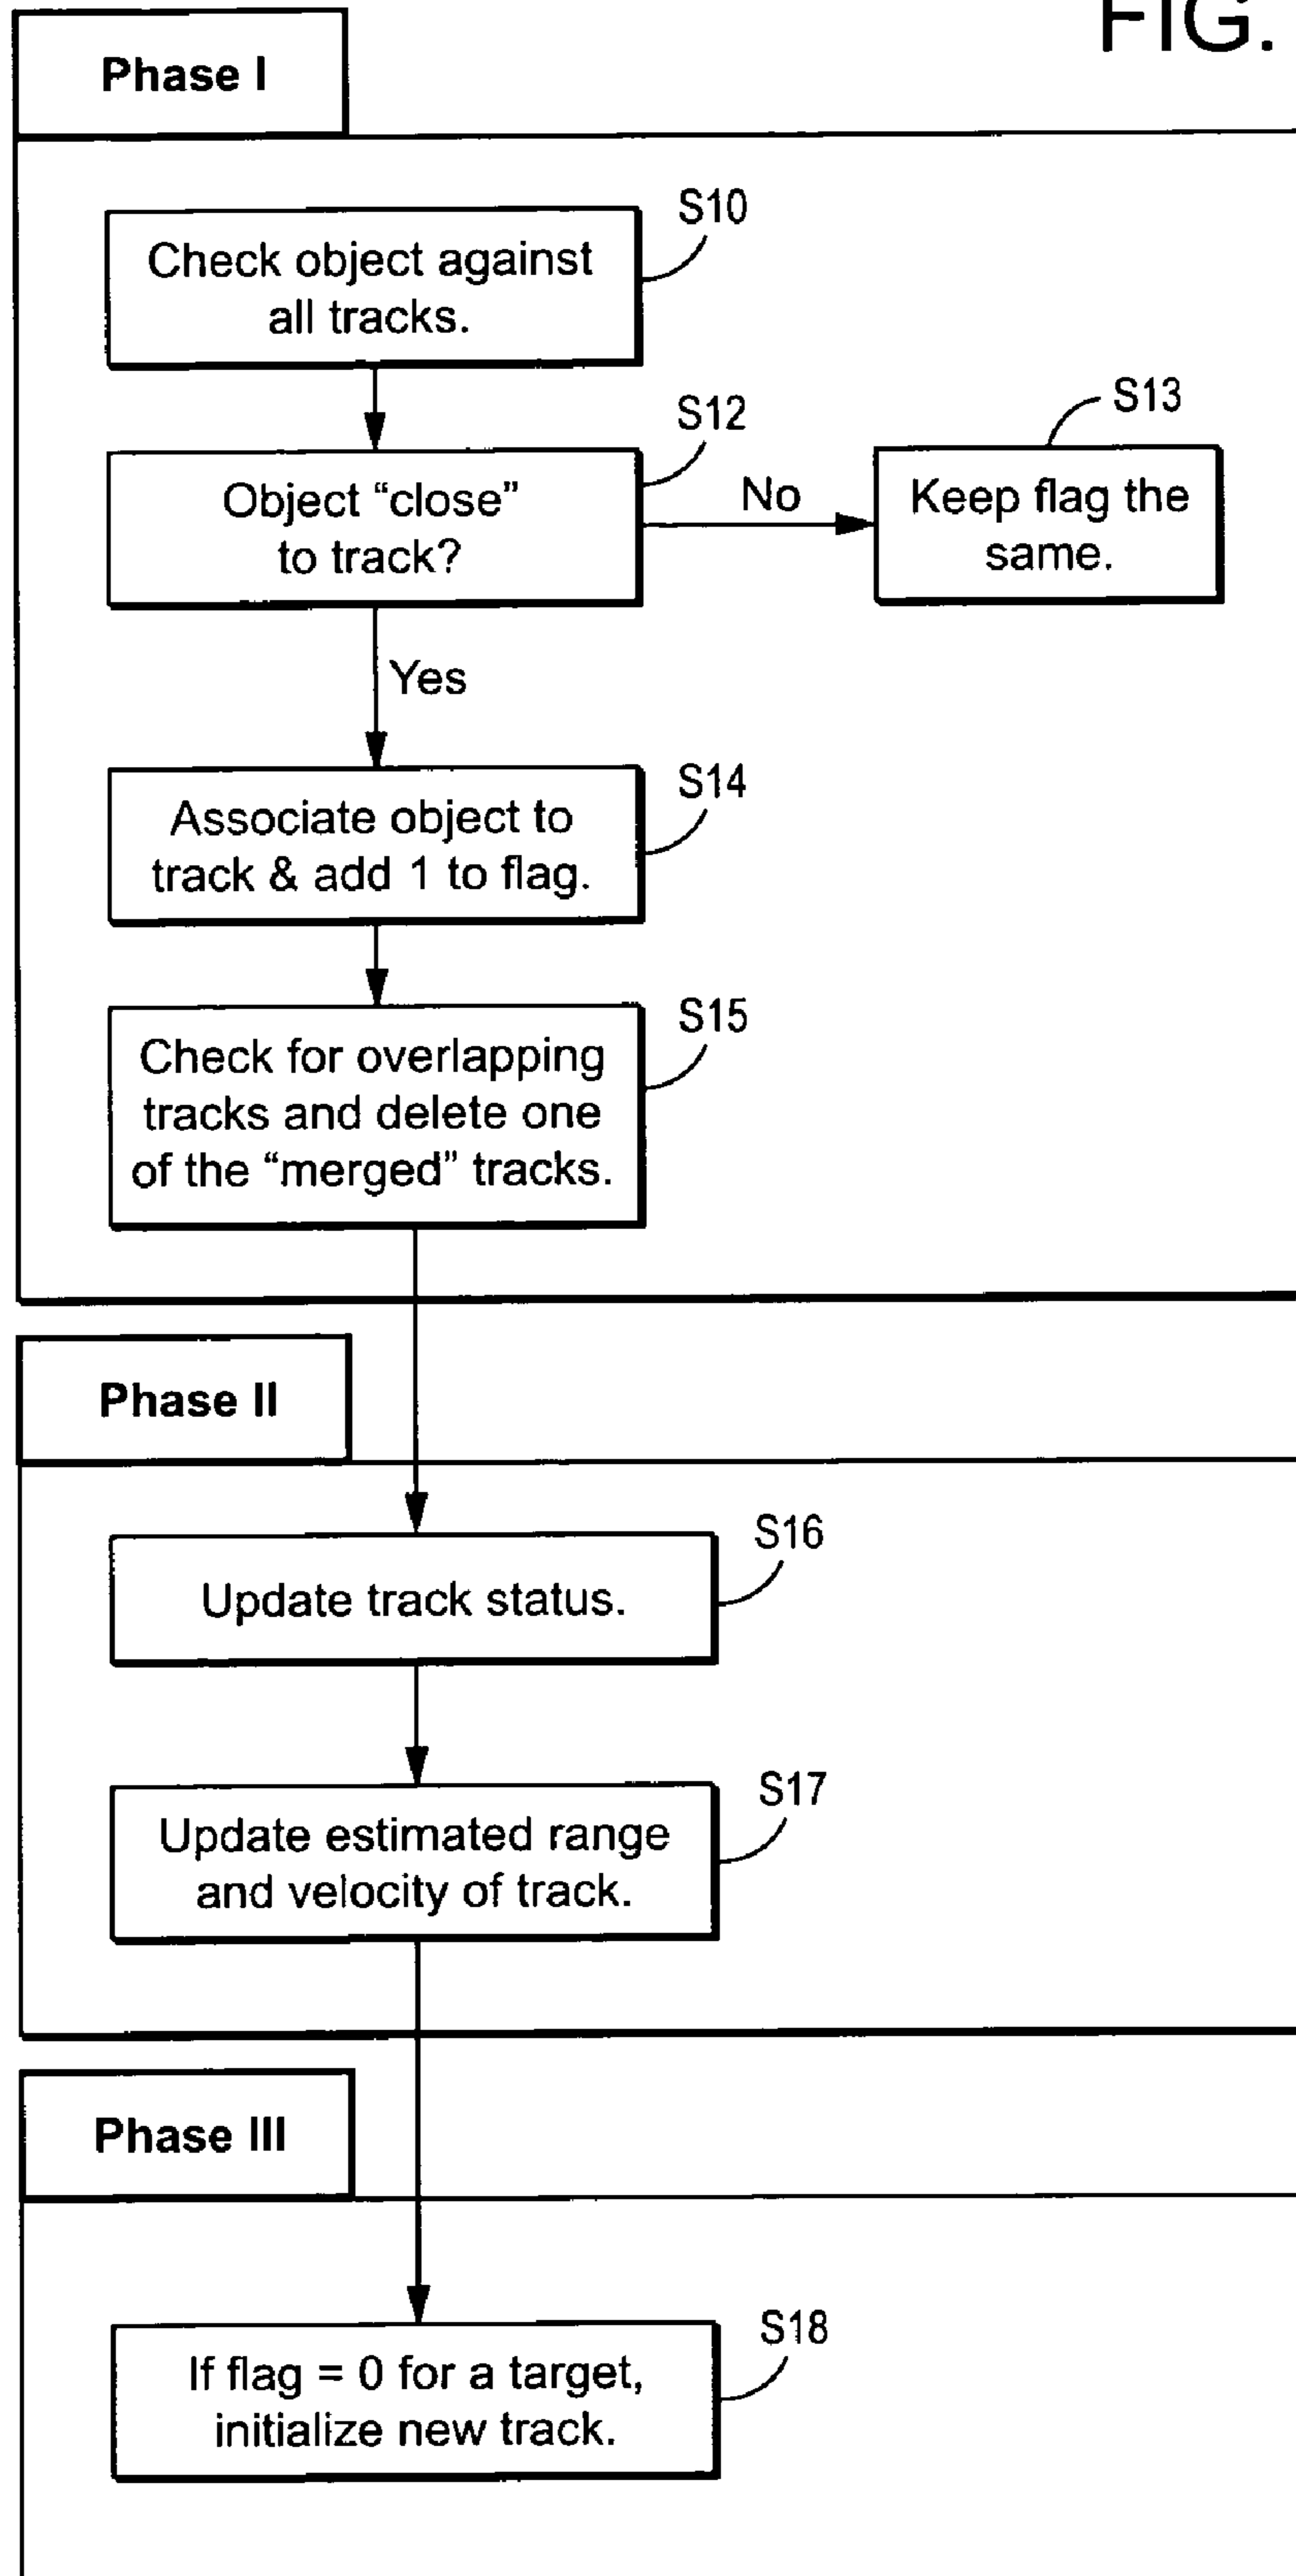 FIG.
Phase I
S10
Check object against
all tracks.
S12
Object “close”
to track?
No
S13
Keep flag the
same.
Yes
S14
Associate object to
track & add 1 to flag.
S15
Check for overlapping
tracks and delete one
of the “merged” tracks.
Phase II
S16
Update track status.
S17
Update estimated range
and velocity of track.
Phase III
S18
If flag = 0 for a target,
initialize new track.